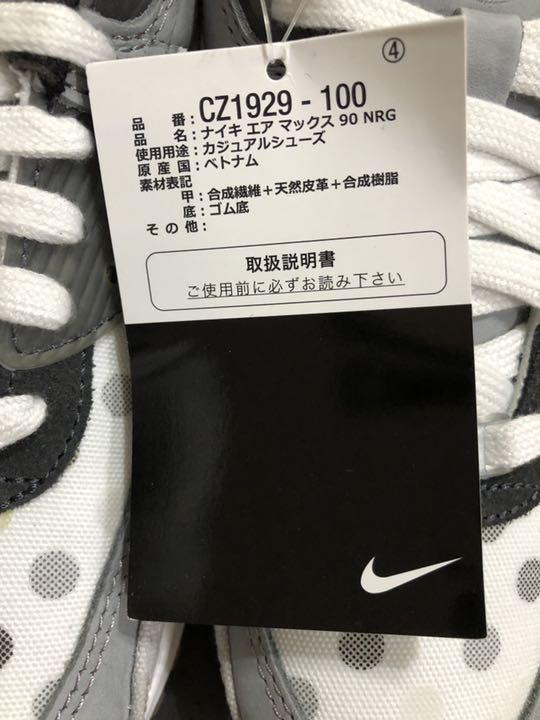 ④
品番：CZ1929 - 100
品名：ナイキ エア マックス 90 NRG
使用用途：カジュアルシューズ
原産国：ベトナム
素材表記
甲：合成繊維＋天然皮革＋合成樹脂
底：ゴム底
その他：
取扱説明書
ご使用前に必ずお読み下さい